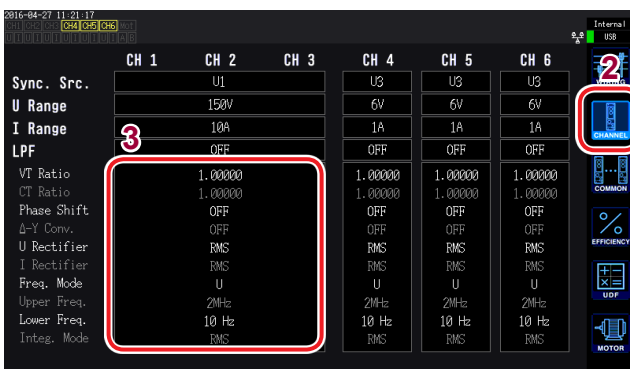 2016-04-27 11:21:17
CH1 CH2 CH3 CH4 CH5 CH6 Mot
U I U I U I U I U I U I A B
Internal
USB
CH 1 CH 2 CH 3 CH 4 CH 5 CH 6
Sync. Src. U1 U3 U3 U3
U Range 150V 6V 6V 6V
I Range 10A 1A 1A 1A
LPF OFF OFF OFF OFF
VT Ratio 1.00000 1.00000 1.00000 1.00000
CT Ratio 1.00000 1.00000 1.00000 1.00000
Phase Shift OFF OFF OFF OFF
Δ-Y Conv. OFF OFF OFF OFF
U Rectifier RMS RMS RMS RMS
I Rectifier RMS RMS RMS RMS
Freq. Mode U U U U
Upper Freq. 2MHz 2MHz 2MHz 2MHz
Lower Freq. 10 Hz 10 Hz 10 Hz 10 Hz
Integ. Mode RMS RMS RMS RMS
3
2
CHANNEL
COMMON
EFFICIENCY
UDF
MOTOR